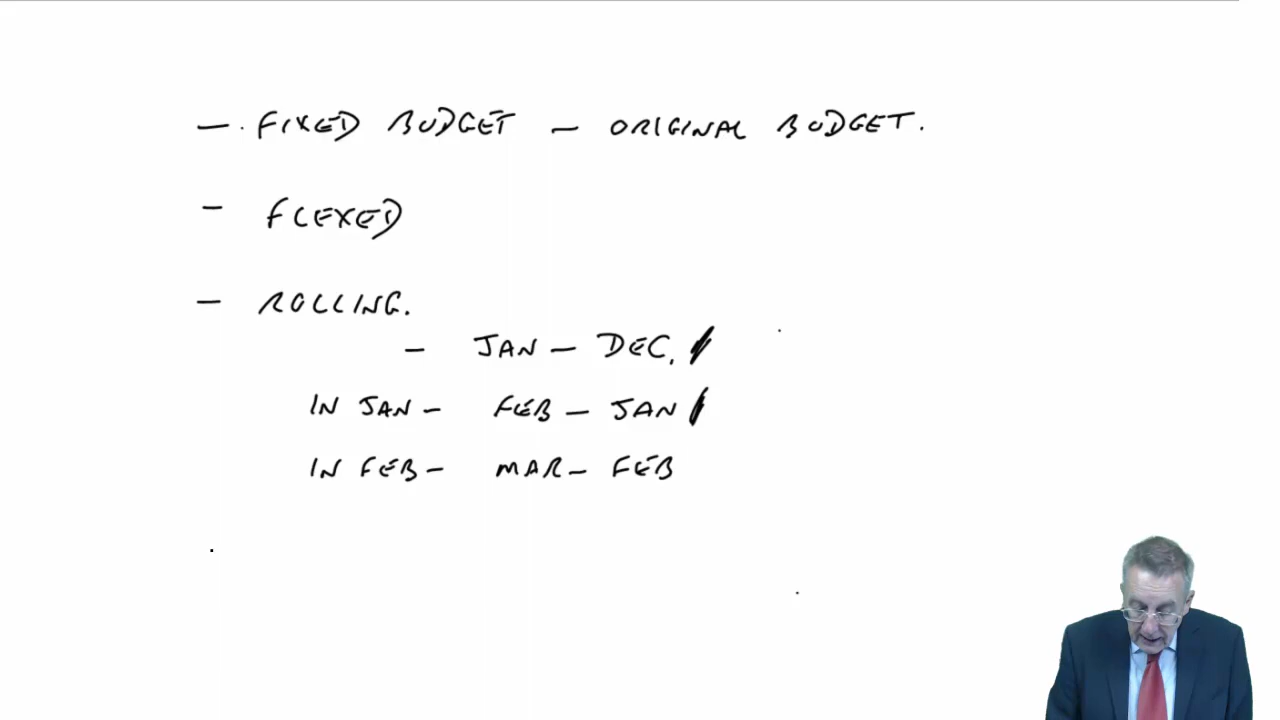 - FIXED BUDGET - ORIGINAL BUDGET.
- FLEXED
- ROLLING.
- JAN - DEC.
IN JAN - FEB - JAN
IN FEB - MAR - FEB